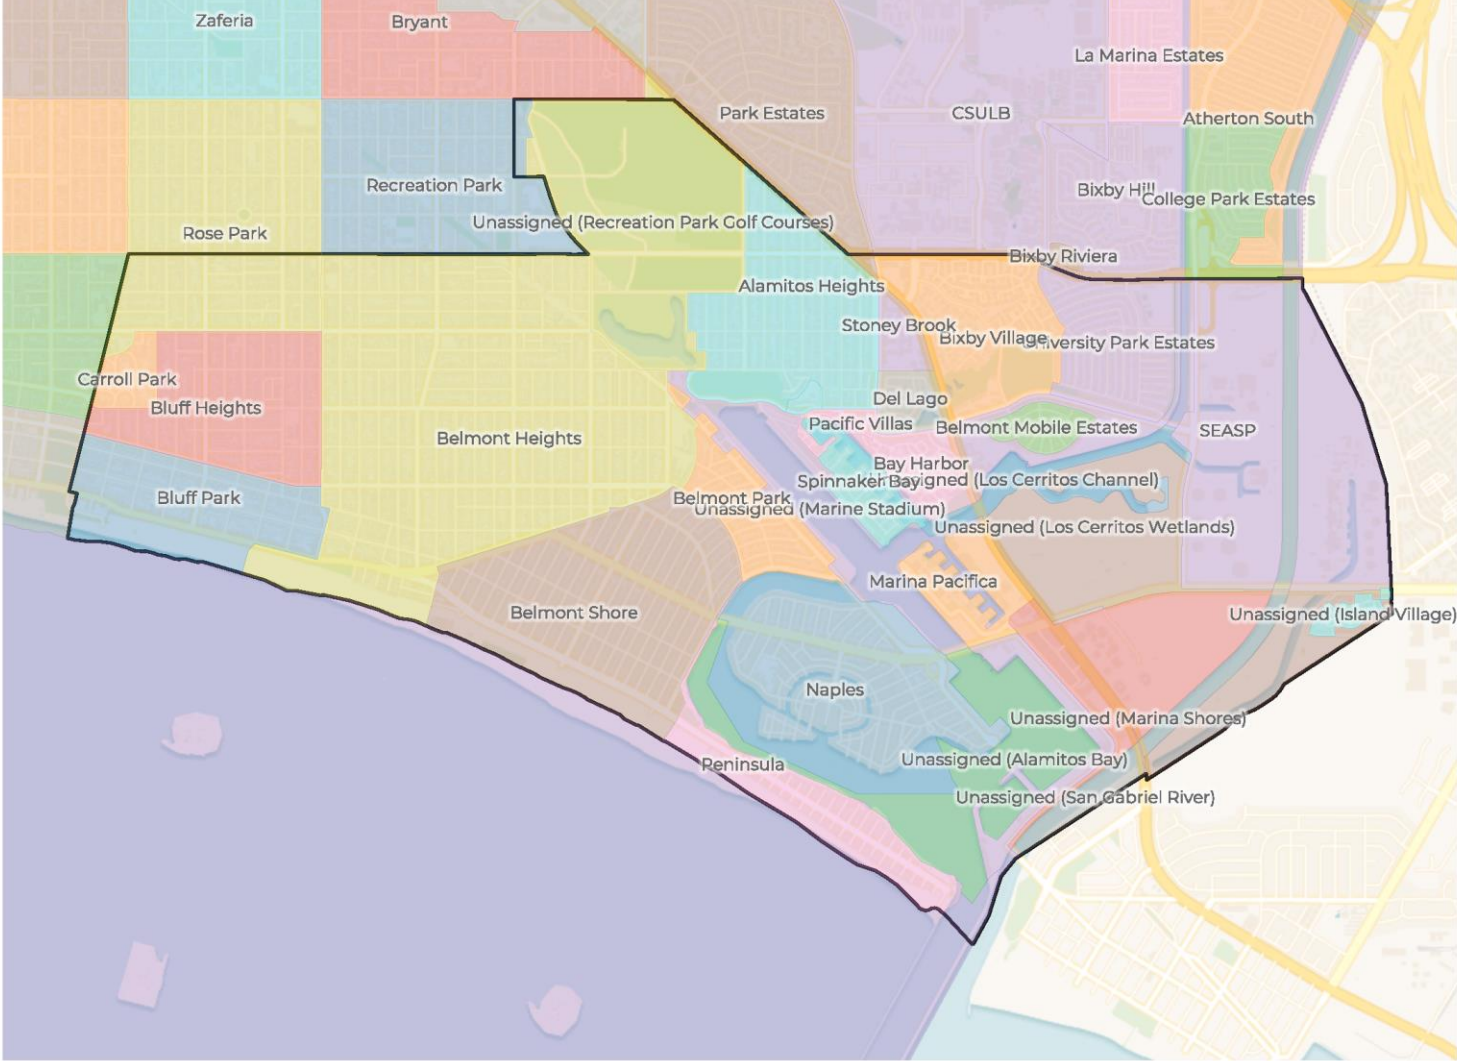 Zaferia
Bryant
La Marina Estates
Park Estates
CSULB
Atherton South
Recreation Park
Bixby Hill
College Park Estates
Unassigned (Recreation Park Golf Courses)
Rose Park
Bixby Riviera
Alamitos Heights
Stoney Brook
Bixby Village
University Park Estates
Carroll Park
Del Lago
Bluff Heights
Pacific Villas
Belmont Mobile Estates
SEASP
Belmont Heights
Bay Harbor
Spinnaker Bay
Unassigned (Los Cerritos Channel)
Bluff Park
Belmont Park
Unassigned (Marine Stadium)
Unassigned (Los Cerritos Wetlands)
Marina Pacifica
Belmont Shore
Unassigned (Island Village)
Naples
Unassigned (Marina Shores)
Peninsula
Unassigned (Alamitos Bay)
Unassigned (San Gabriel River)